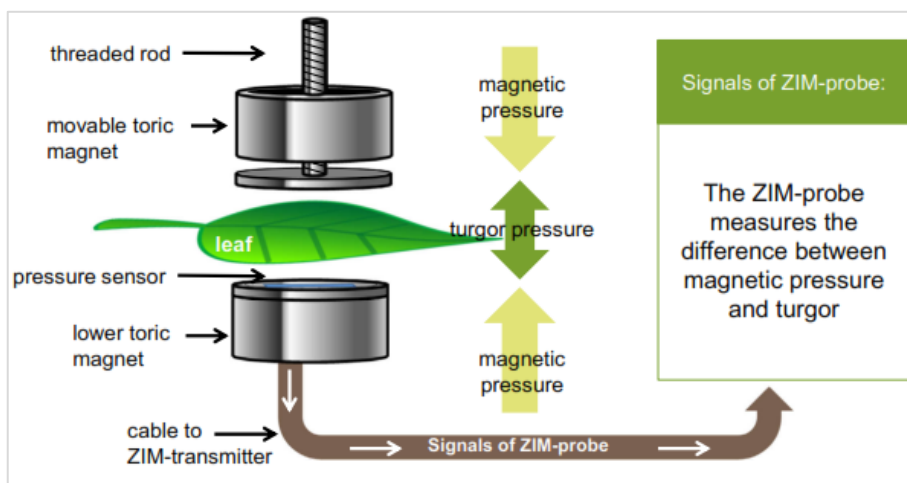 threaded rod
movable toric
magnet
leaf
pressure sensor
lower toric
magnet
cable to
ZIM-transmitter
magnetic
pressure
turgor pressure
magnetic
pressure
Signals of ZIM-probe
Signals of ZIM-probe:
The ZIM-probe
measures the
difference between
magnetic pressure
and turgor